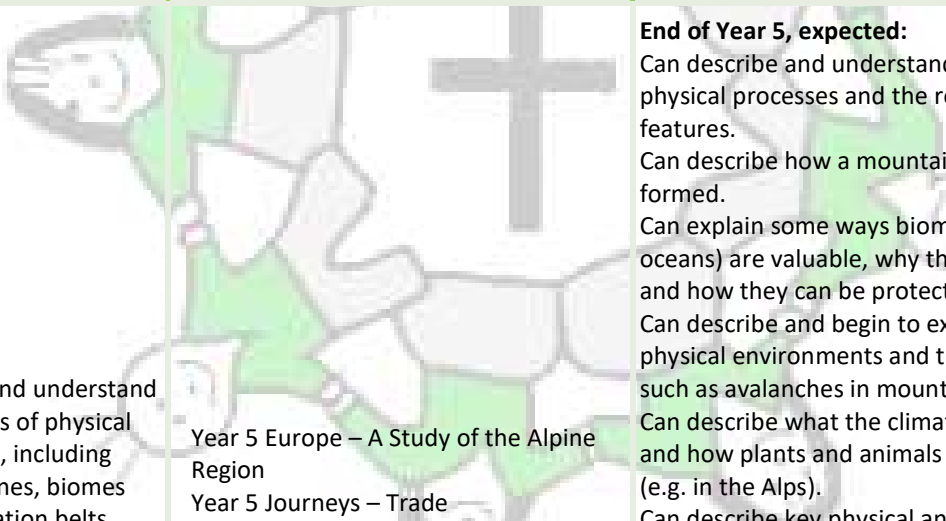 nd understand
s of physical
, including
nes, biomes
ation belts
Year 5 Europe – A Study of the Alpine
Region
Year 5 Journeys – Trade
End of Year 5, expected:
Can describe and understand
physical processes and the re
features.
Can describe how a mountai
formed.
Can explain some ways biom
oceans) are valuable, why th
and how they can be protect
Can describe and begin to ex
physical environments and t
such as avalanches in mount
Can describe what the climat
and how plants and animals
(e.g. in the Alps).
Can describe key physical an